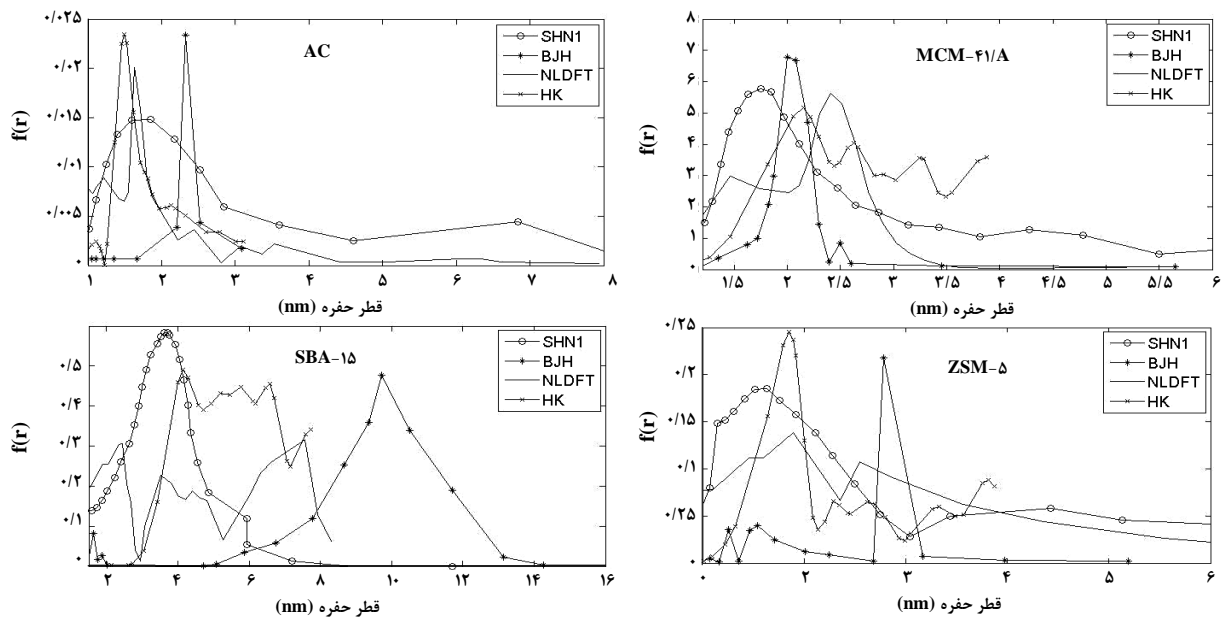 ۰/۰۲۵
۰/۰۲
۰/۰۱۵
۰/۰۱
۰/۰۰۵
۰
f(r)
AC
SHN1
BJH
NLDFT
HK
۱ ۲ ۳ ۴ ۵ ۶ ۷ ۸
قطر حفره (nm)
۸
۷
۶
۵
۴
۳
۲
۱
۰
f(r)
MCM-۴۱/A
SHN1
BJH
NLDFT
HK
۱/۵ ۲ ۲/۵ ۳ ۳/۵ ۴ ۴/۵ ۵ ۵/۵ ۶
قطر حفره (nm)
۰/۵
۰/۴
۰/۳
۰/۲
۰/۱
۰
f(r)
SBA-۱۵
SHN1
BJH
NLDFT
HK
۲ ۴ ۶ ۸ ۱۰ ۱۲ ۱۴ ۱۶
قطر حفره (nm)
۰/۲۵
۰/۲
۰/۱۵
۰/۱
۰/۲۵
۰
f(r)
ZSM-۵
SHN1
BJH
NLDFT
HK
۰ ۲ ۳ ۴ ۵ ۶
قطر حفره (nm)